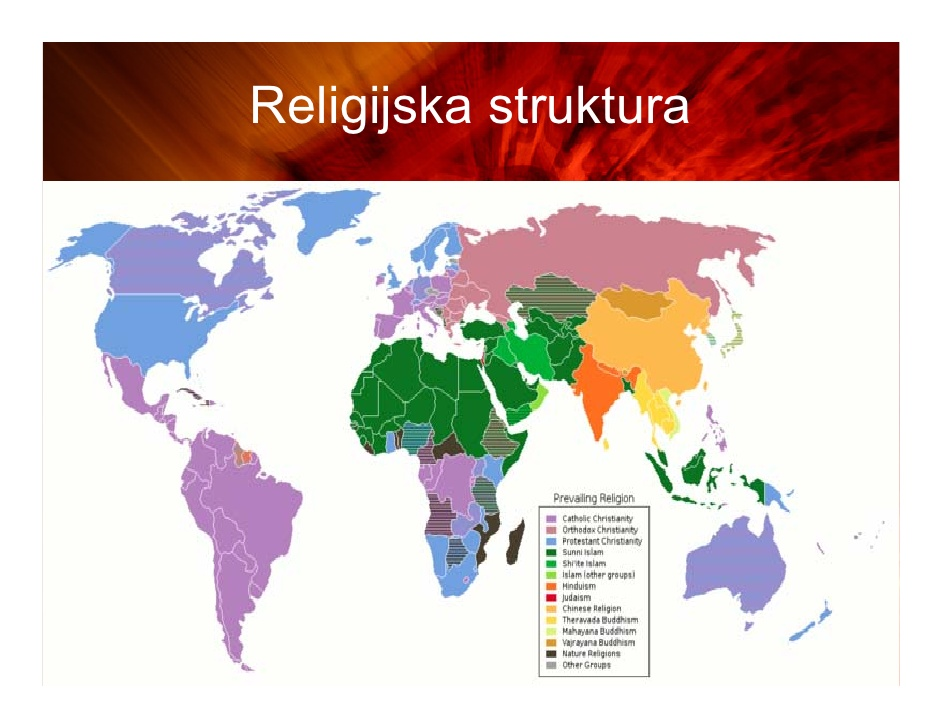 Religijska struktura
Prevailing Religion
Catholic Christianity
Orthodox Christianity
Protestant Christianity
Sunni Islam
Shi'ite Islam
Islam (other groups)
Hinduism
Judaism
Chinese Religion
Theravada Buddhism
Mahayana Buddhism
Vajrayana Buddhism
Nature Religions
Other Groups